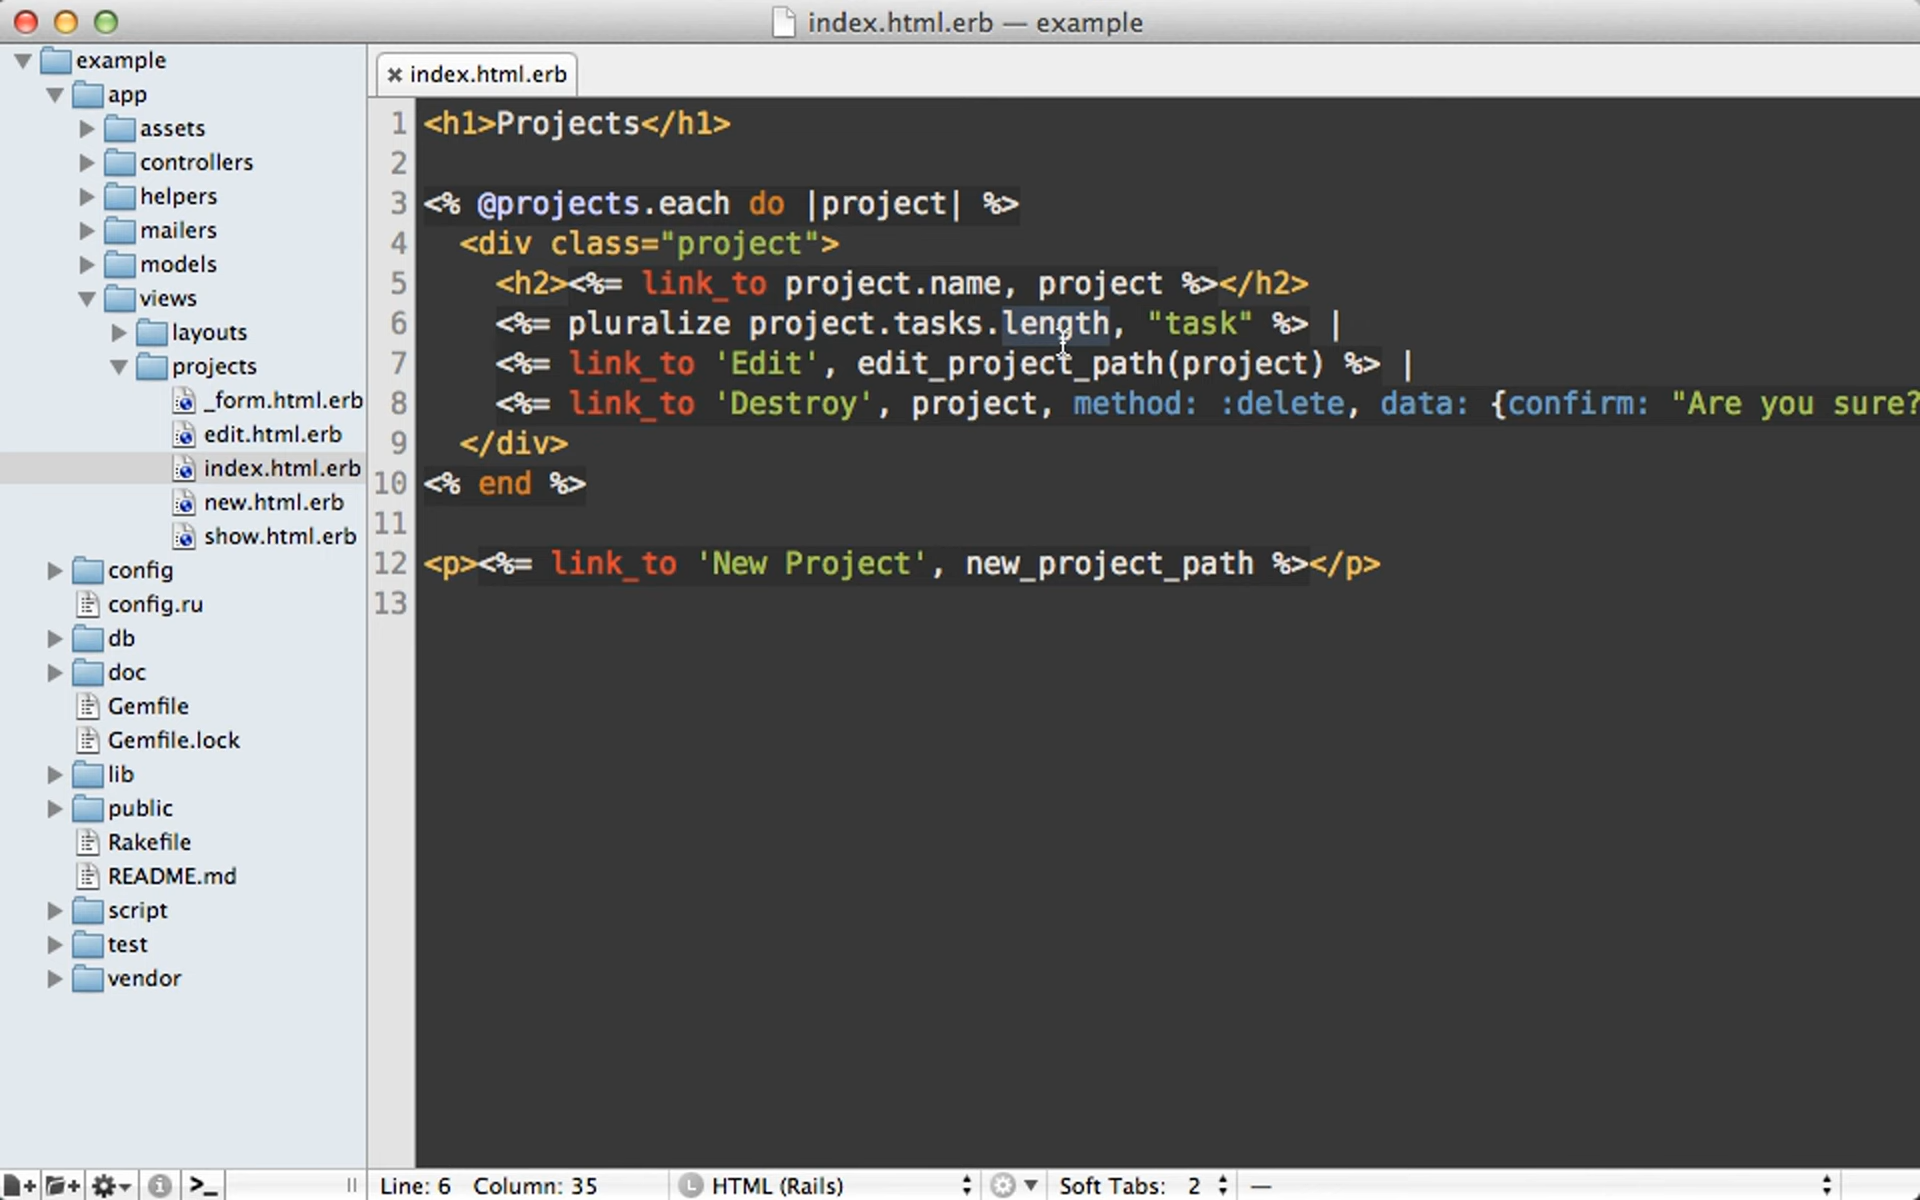 index.html.erb — example
example
app
assets
controllers
helpers
mailers
models
views
layouts
projects
_form.html.erb
edit.html.erb
index.html.erb
new.html.erb
show.html.erb
config
config.ru
db
doc
Gemfile
Gemfile.lock
lib
public
Rakefile
README.md
script
test
vendor
index.html.erb
1 <h1>Projects</h1>
2
3 <% @projects.each do |project| %>
4 <div class="project">
5 <h2><%= link_to project.name, project %></h2>
6 <%= pluralize project.tasks.length, "task" %> |
7 <%= link_to 'Edit', edit_project_path(project) %> |
8 <%= link_to 'Destroy', project, method: :delete, data: {confirm: "Are you sure?
9 </div>
10 <% end %>
11
12 <p><%= link_to 'New Project', new_project_path %></p>
13
Line: 6 Column: 35 L HTML (Rails) Soft Tabs: 2 —